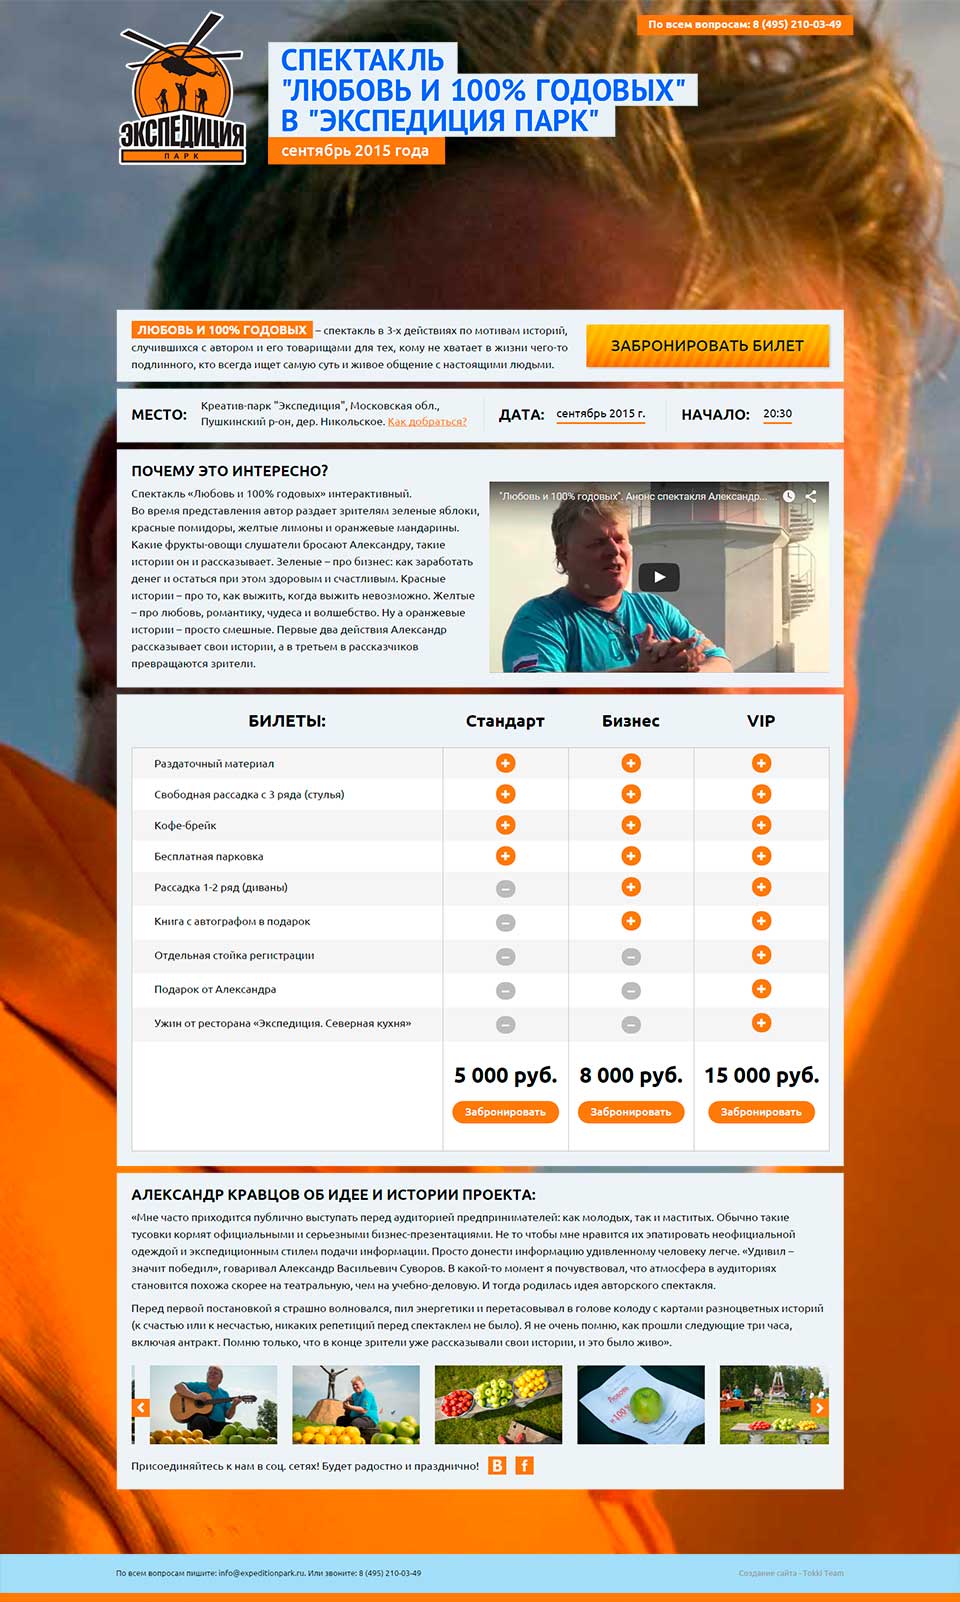 По всем вопросам: 8 (495) 210-03-49
ЭКСПЕДИЦИЯ
ПАРК
СПЕКТАКЛЬ
"ЛЮБОВЬ И 100% ГОДОВЫХ"
В "ЭКСПЕДИЦИЯ ПАРК"
сентябрь 2015 года
ЛЮБОВЬ И 100% ГОДОВЫХ – спектакль в 3-х действиях по мотивам историй,
случившихся с автором и его товарищами для тех, кому не хватает в жизни чего-то
подлинного, кто всегда ищет самую суть и живое общение с настоящими людьми.
ЗАБРОНИРОВАТЬ БИЛЕТ
МЕСТО:
Креатив-парк "Экспедиция", Московская обл.,
Пушкинский р-он, дер. Никольское. Как добраться?
ДАТА: сентябрь 2015 г.
НАЧАЛО: 20:30
ПОЧЕМУ ЭТО ИНТЕРЕСНО?
Спектакль «Любовь и 100% годовых» интерактивный.
Во время представления автор раздает зрителям зеленые яблоки,
красные помидоры, желтые лимоны и оранжевые мандарины.
Какие фрукты-овощи слушатели бросают Александру, такие
истории он и рассказывает. Зеленые – про бизнес: как заработать
денег и остаться при этом здоровым и счастливым. Красные
истории – про то, как выжить, когда выжить невозможно. Желтые
– про любовь, романтику, чудеса и волшебство. Ну а оранжевые
истории – просто смешные. Первые два действия Александр
рассказывает свои истории, а в третьем в рассказчиков
превращаются зрители.
"Любовь и 100% годовых". Анонс спектакля Александр...
БИЛЕТЫ: Стандарт Бизнес VIP
Раздаточный материал
Свободная рассадка с 3 ряда (стулья)
Кофе-брейк
Бесплатная парковка
Рассадка 1-2 ряд (диваны)
Книга с автографом в подарок
Отдельная стойка регистрации
Подарок от Александра
Ужин от ресторана «Экспедиция. Северная кухня»
5 000 руб. 8 000 руб. 15 000 руб.
Забронировать Забронировать Забронировать
АЛЕКСАНДР КРАВЦОВ ОБ ИДЕЕ И ИСТОРИИ ПРОЕКТА:
«Мне часто приходится публично выступать перед аудиторией предпринимателей: как молодых, так и маститых. Обычно такие
тусовки кормят официальными и серьезными бизнес-презентациями. Не то чтобы мне нравится их эпатировать неофициальной
одеждой и экспедиционным стилем подачи информации. Просто донести информацию удивленному человеку легче. «Удивил –
значит победил», говаривал Александр Васильевич Суворов. В какой-то момент я почувствовал, что атмосфера в аудиториях
становится похожа скорее на театральную, чем на учебно-деловую. И тогда родилась идея авторского спектакля.
Перед первой постановкой я страшно волновался, пил энергетики и перетасовывал в голове колоду с картами разноцветных историй
(к счастью или к несчастью, никаких репетиций перед спектаклем не было). Я не очень помню, как прошли следующие три часа,
включая антракт. Помню только, что в конце зрители уже рассказывали свои истории, и это было живо».
Любовь
и 100%
Присоединяйтесь к нам в соц. сетях! Будет радостно и празднично! B f
По всем вопросам пишите: info@expeditionpark.ru. Или звоните: 8 (495) 210-03-49
Создание сайта - Tokki Team